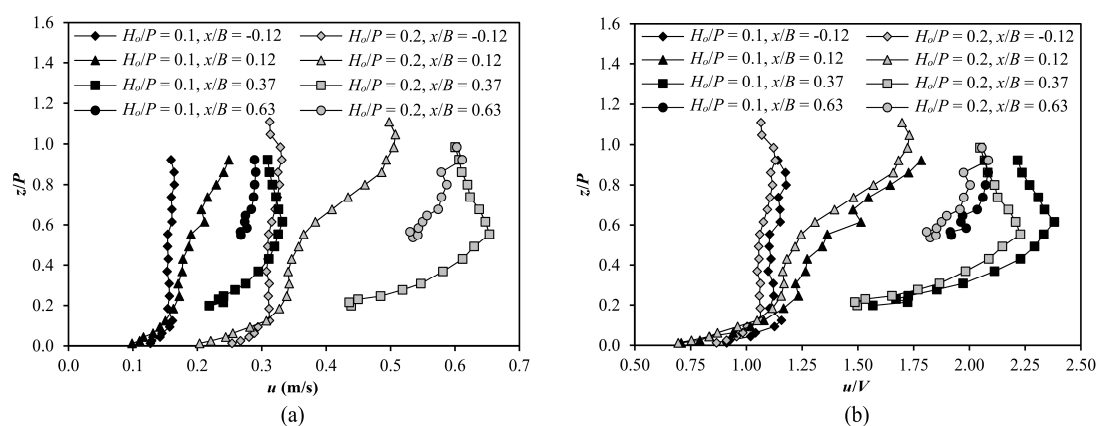 1.6
1.4
1.2
1.0
0.8
0.6
0.4
0.2
0.0
z/P
Hₒ/P = 0.1, x/B = -0.12
Hₒ/P = 0.1, x/B = 0.12
Hₒ/P = 0.1, x/B = 0.37
Hₒ/P = 0.1, x/B = 0.63
Hₒ/P = 0.2, x/B = -0.12
Hₒ/P = 0.2, x/B = 0.12
Hₒ/P = 0.2, x/B = 0.37
Hₒ/P = 0.2, x/B = 0.63
0.0 0.1 0.2 0.3 0.4 0.5 0.6 0.7
u (m/s)
(a)
1.6
1.4
1.2
1.0
0.8
0.6
0.4
0.2
0.0
z/P
Hₒ/P = 0.1, x/B = -0.12
Hₒ/P = 0.1, x/B = 0.12
Hₒ/P = 0.1, x/B = 0.37
Hₒ/P = 0.1, x/B = 0.63
Hₒ/P = 0.2, x/B = -0.12
Hₒ/P = 0.2, x/B = 0.12
Hₒ/P = 0.2, x/B = 0.37
Hₒ/P = 0.2, x/B = 0.63
0.50 0.75 1.00 1.25 1.50 1.75 2.00 2.25 2.50
u/V
(b)